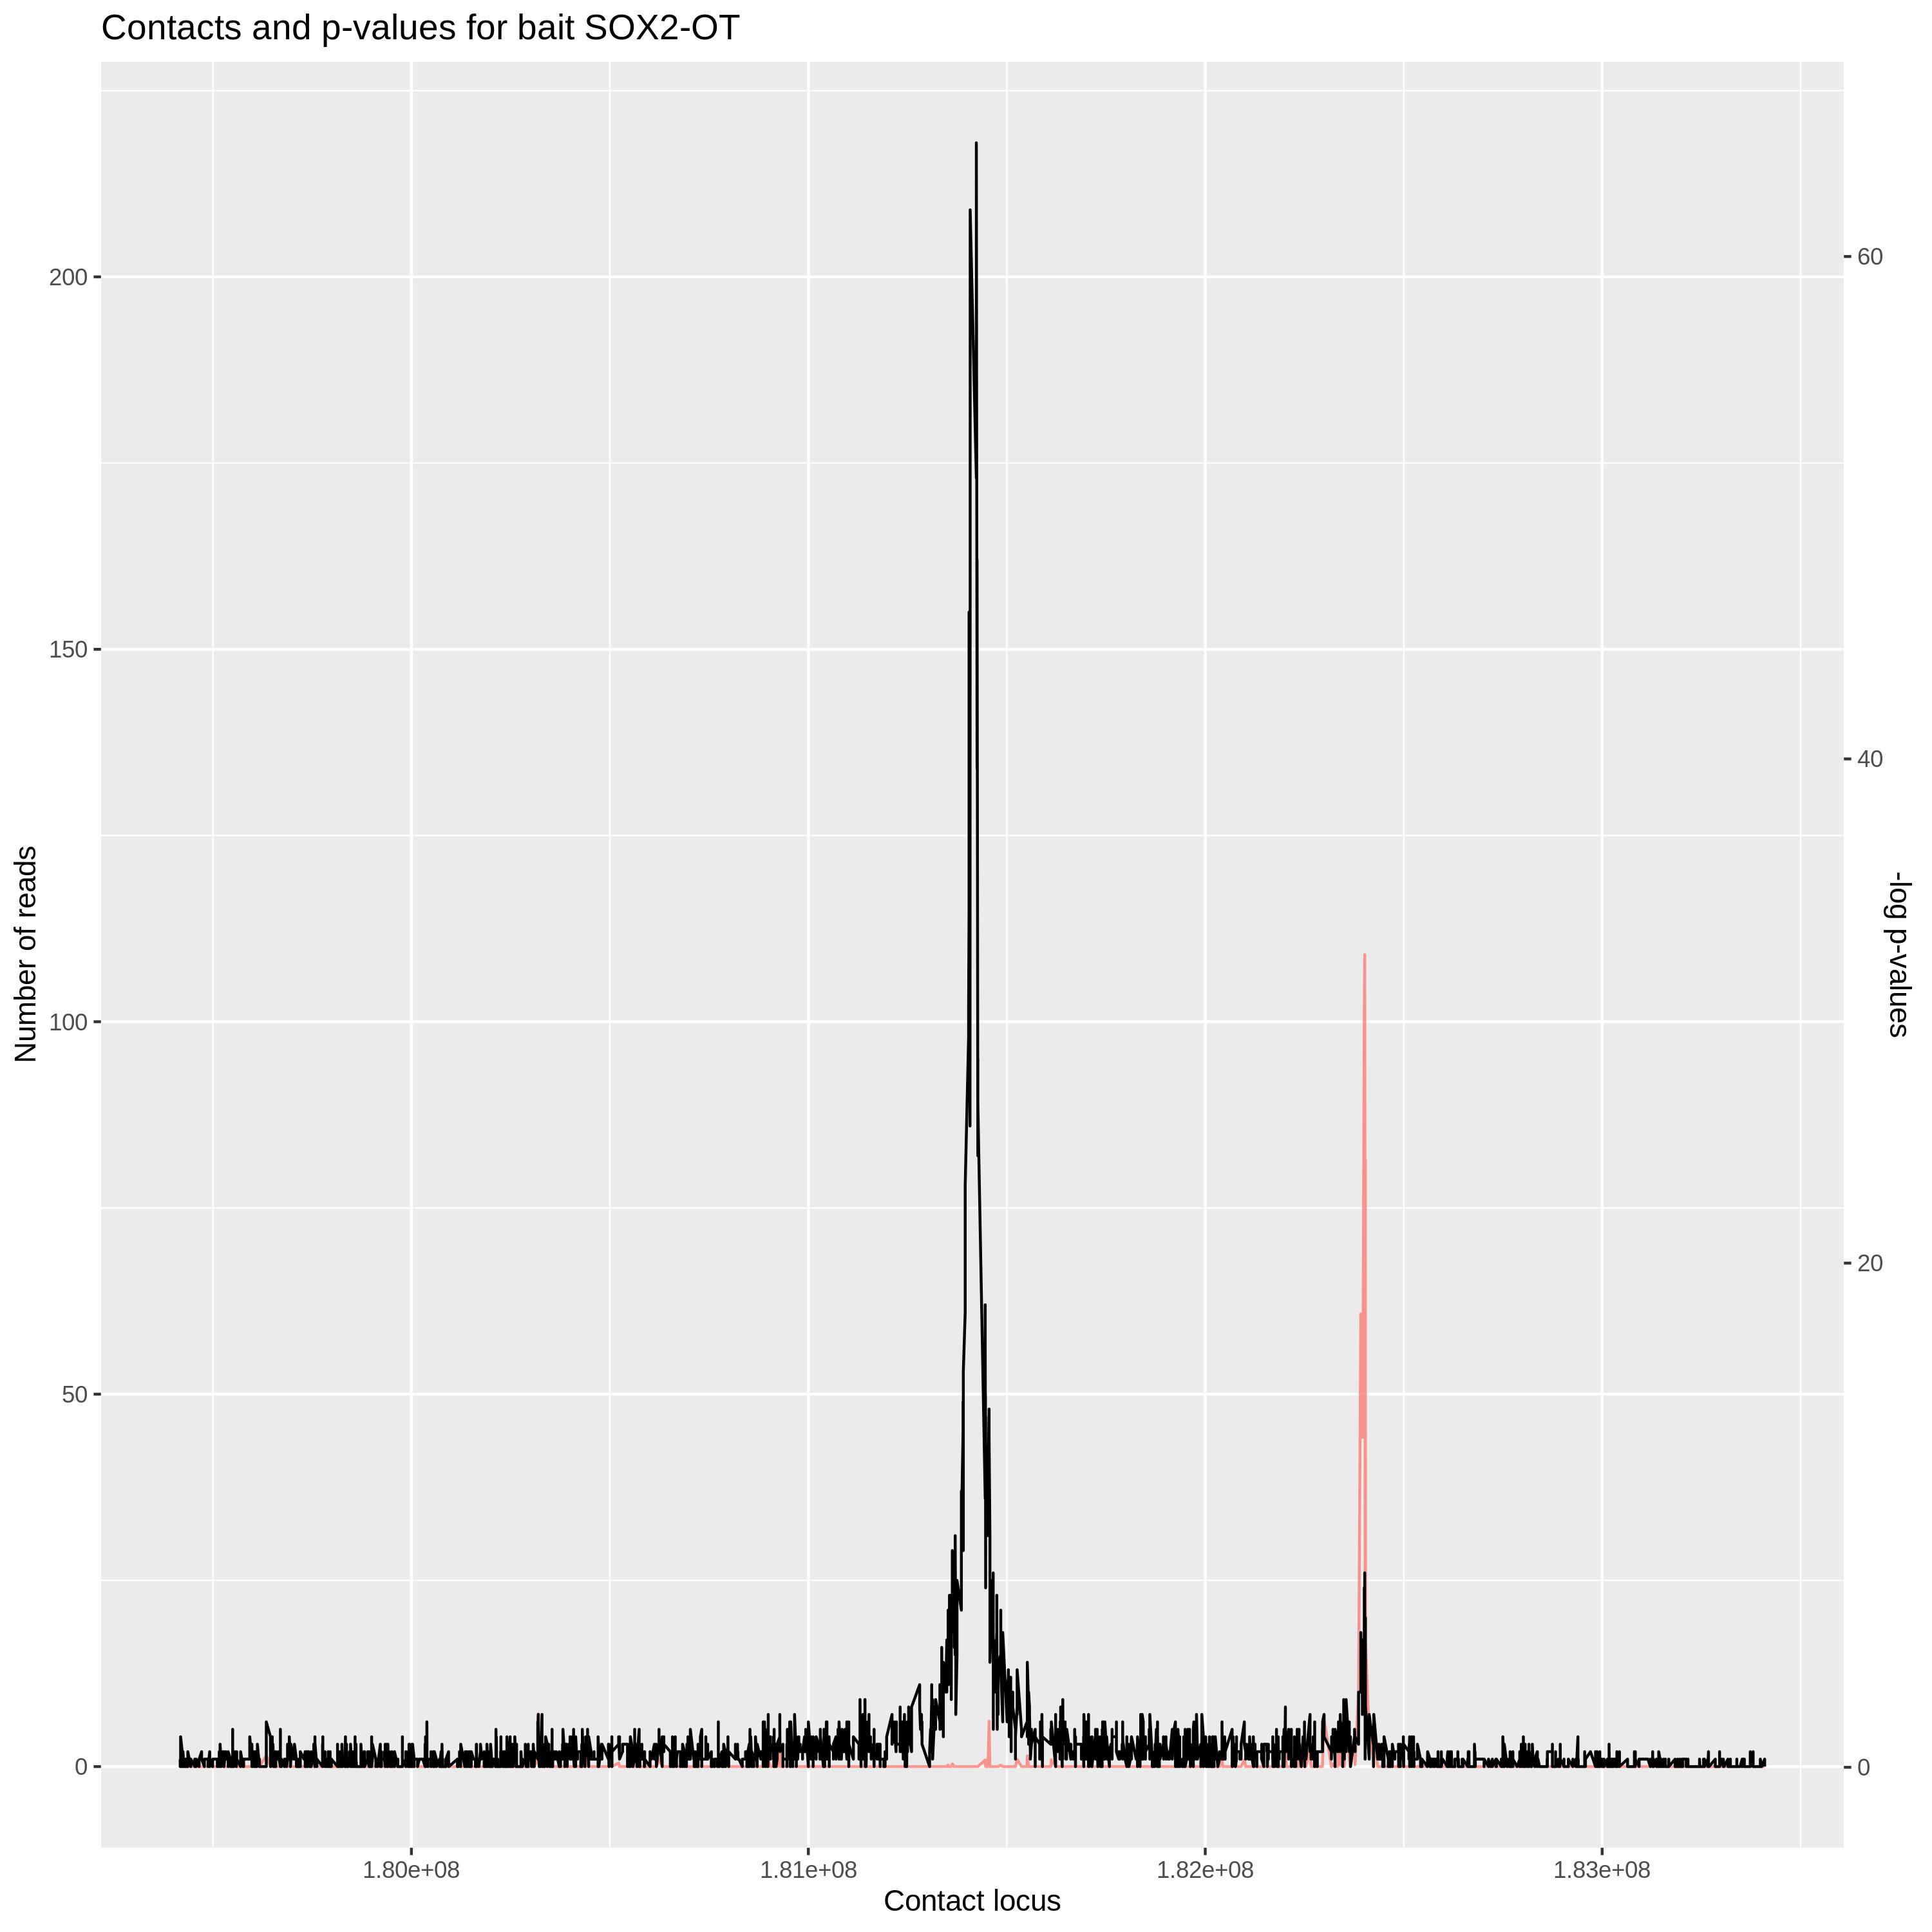 Contacts and p-values for bait SOX2-OT
Number of reads
200
150
100
50
0
60
40
20
0
-log p-values
1.80e+08
1.81e+08
1.82e+08
1.83e+08
Contact locus